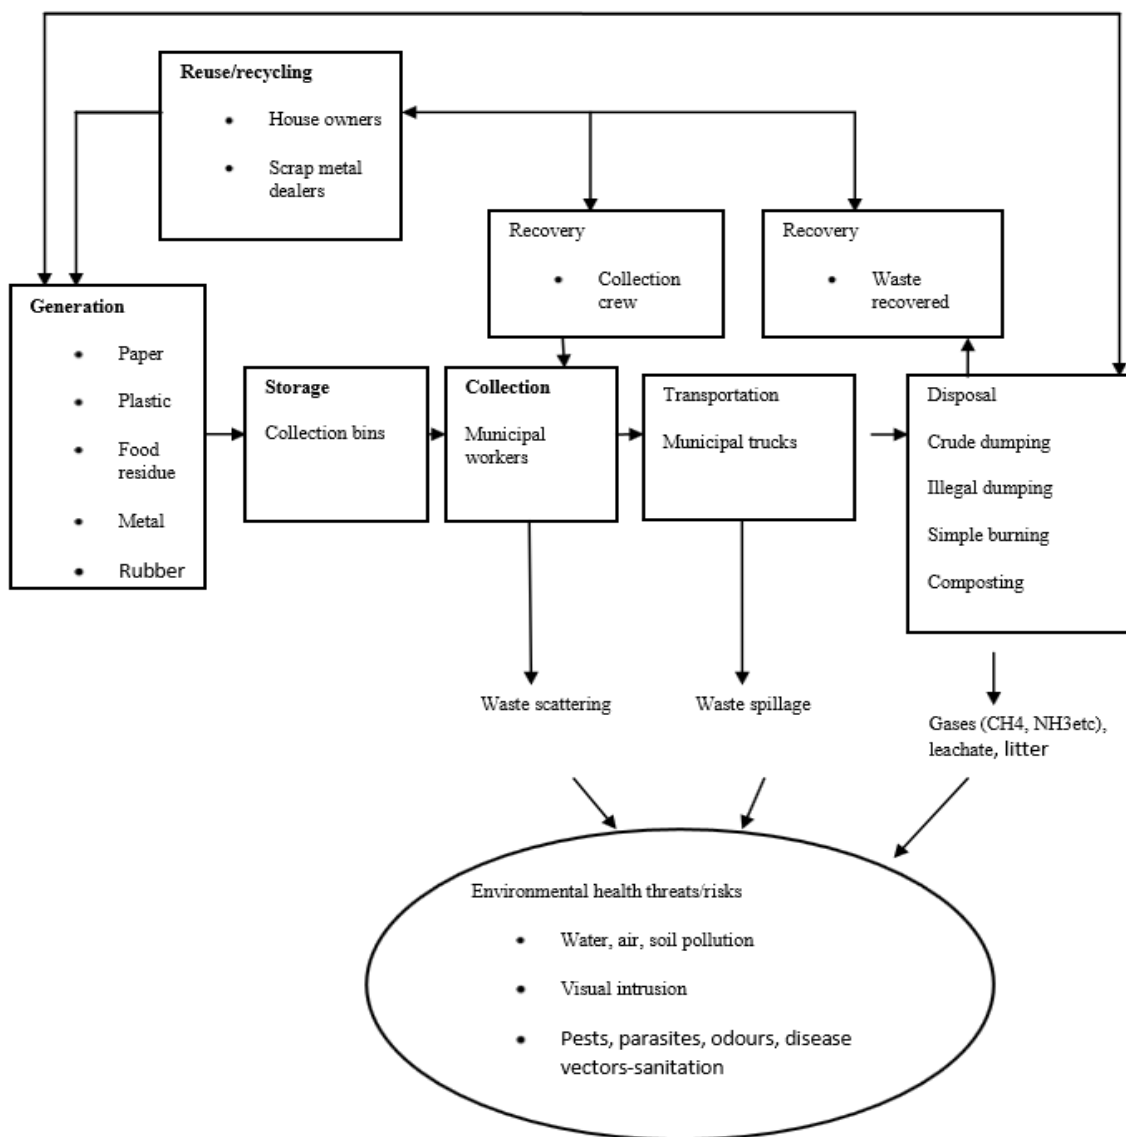 Reuse/recycling
• House owners
• Scrap metal
dealers
Recovery
• Collection
crew
Recovery
• Waste
recovered
Generation
• Paper
• Plastic
• Food
residue
• Metal
• Rubber
Storage
Collection bins
Collection
Municipal
workers
Transportation
Municipal trucks
Disposal
Crude dumping
Illegal dumping
Simple burning
Composting
Waste scattering
Waste spillage
Gases (CH4, NH3etc),
leachate, litter
Environmental health threats/risks
• Water, air, soil pollution
• Visual intrusion
• Pests, parasites, odours, disease
vectors-sanitation